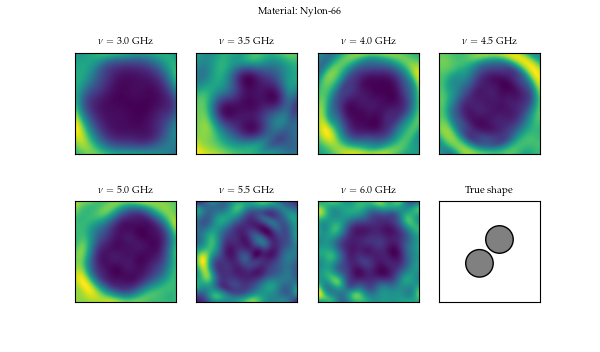 Material: Nylon-66
ν = 3.0 GHz
ν = 3.5 GHz
ν = 4.0 GHz
ν = 4.5 GHz
ν = 5.0 GHz
ν = 5.5 GHz
ν = 6.0 GHz
True shape